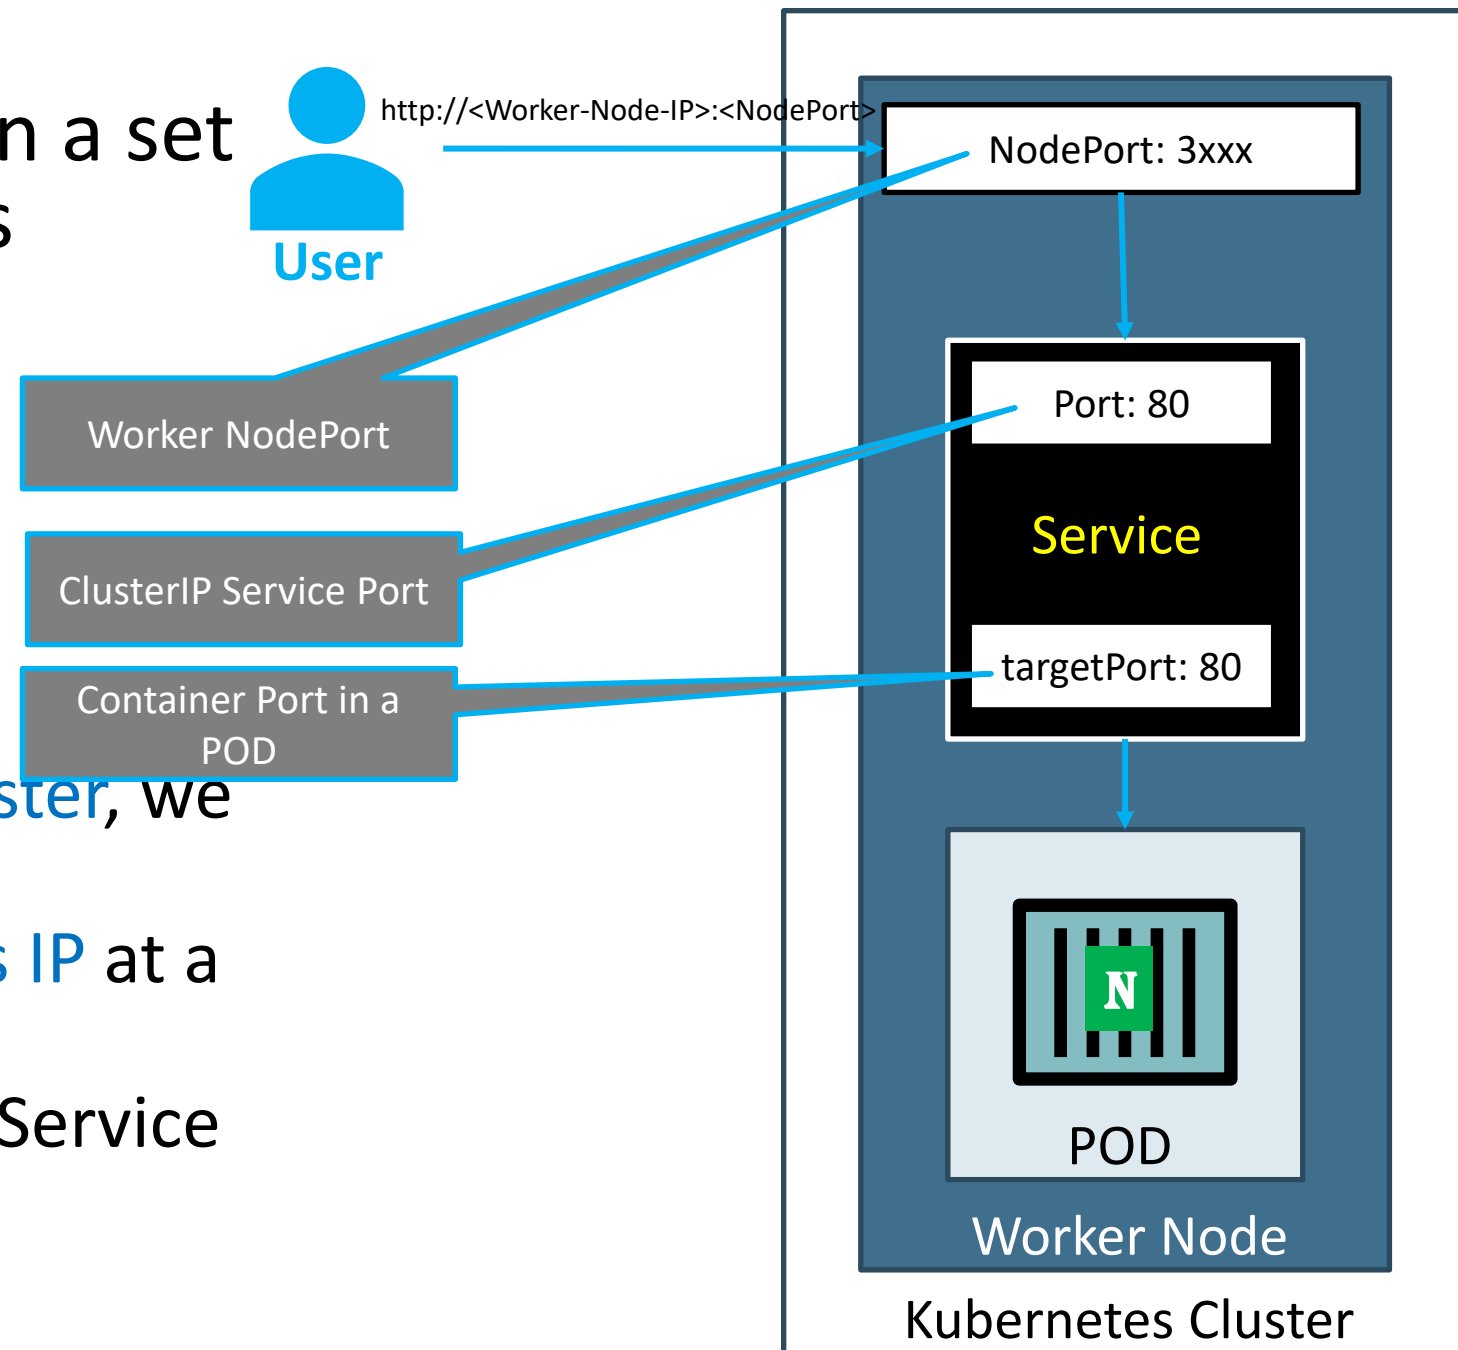 n a set
s
User
http://<Worker-Node-IP>:<NodePort>
NodePort: 3xxx
Worker NodePort
Port: 80
Service
ClusterIP Service Port
targetPort: 80
Container Port in a
POD
ster, we
s IP at a
Service
N
POD
Worker Node
Kubernetes Cluster